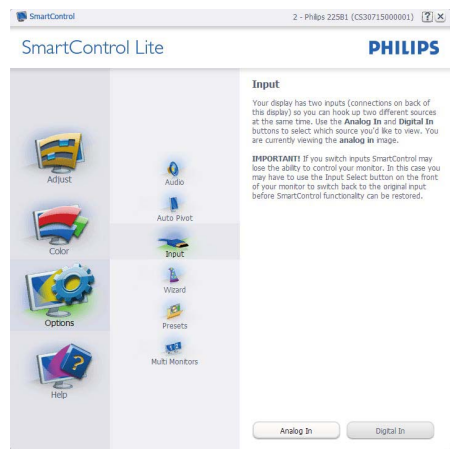 SmartControl
2 - Philips 225B1 (CS30715000001) ? X
SmartControl Lite
PHILIPS
Adjust
Color
Options
Help
Audio
Auto Pivot
Input
Wizard
Presets
Multi Monitors
Input
Your display has two inputs (connections on back of
this display) so you can hook up two different sources
at the same time. Use the Analog In and Digital In
buttons to select which source you'd like to view. You
are currently viewing the analog in image.
IMPORTANT! If you switch inputs SmartControl may
lose the ability to control your monitor. In this case you
may have to use the Input Select button on the front
of your monitor to switch back to the original input
before SmartControl functionality can be restored.
Analog In
Digital In